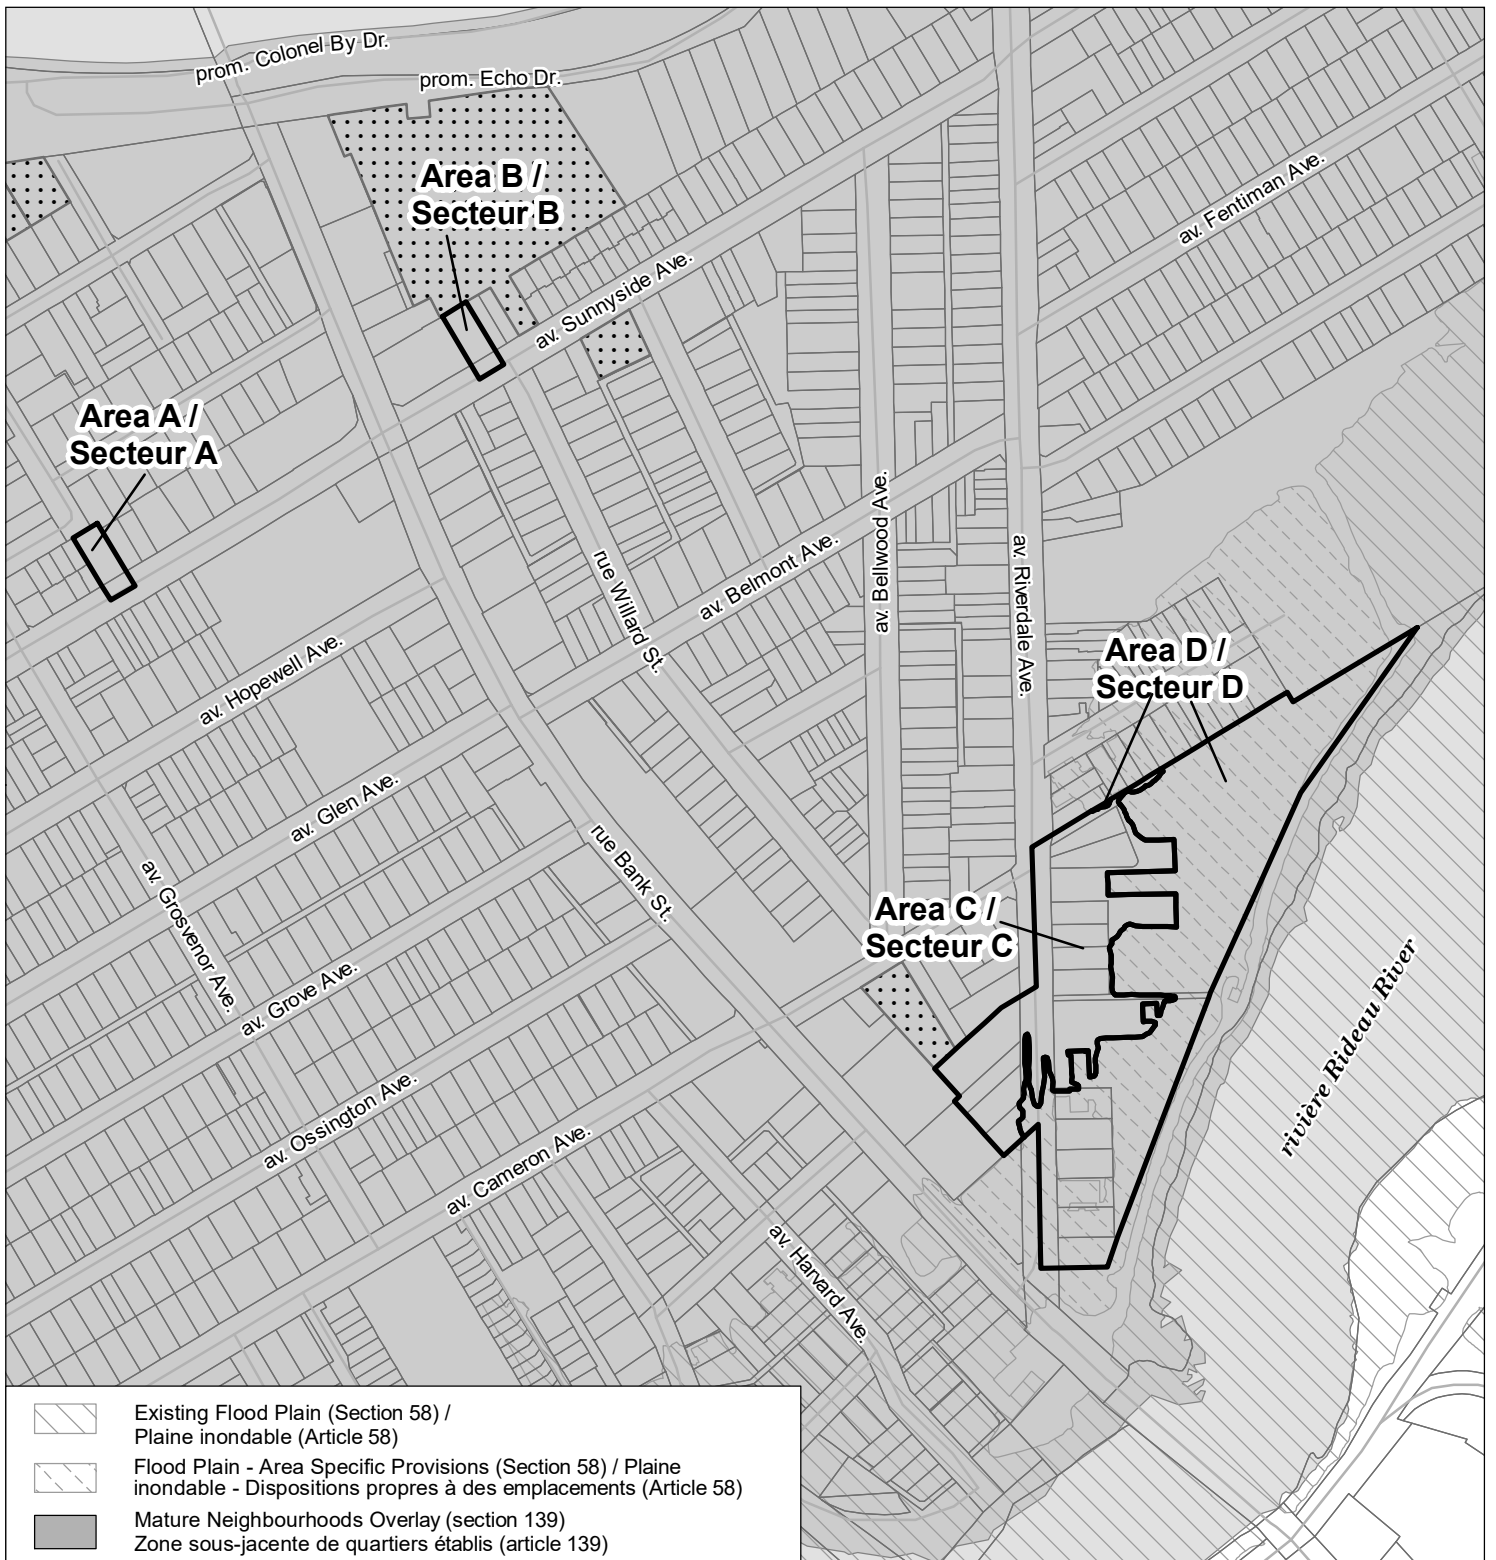 prom. Colonel By Dr.
prom. Echo Dr.
Area B /
Secteur B
av. Fentiman Ave.
av. Sunnyside Ave.
Area A /
Secteur A
av. Bellwood Ave.
av. Riverdale Ave.
rue Willard St.
av. Belmont Ave.
av. Hopewell Ave.
Area D /
Secteur D
av. Glen Ave.
rue Bank St.
av. Grosvenor Ave.
Area C /
Secteur C
av. Grove Ave.
rivière Rideau River
av. Ossington Ave.
av. Cameron Ave.
av. Harvard Ave.
Existing Flood Plain (Section 58) /
Plaine inondable (Article 58)
Flood Plain - Area Specific Provisions (Section 58) / Plaine
inondable - Dispositions propres à des emplacements (Article 58)
Mature Neighbourhoods Overlay (section 139)
Zone sous-jacente de quartiers établis (article 139)